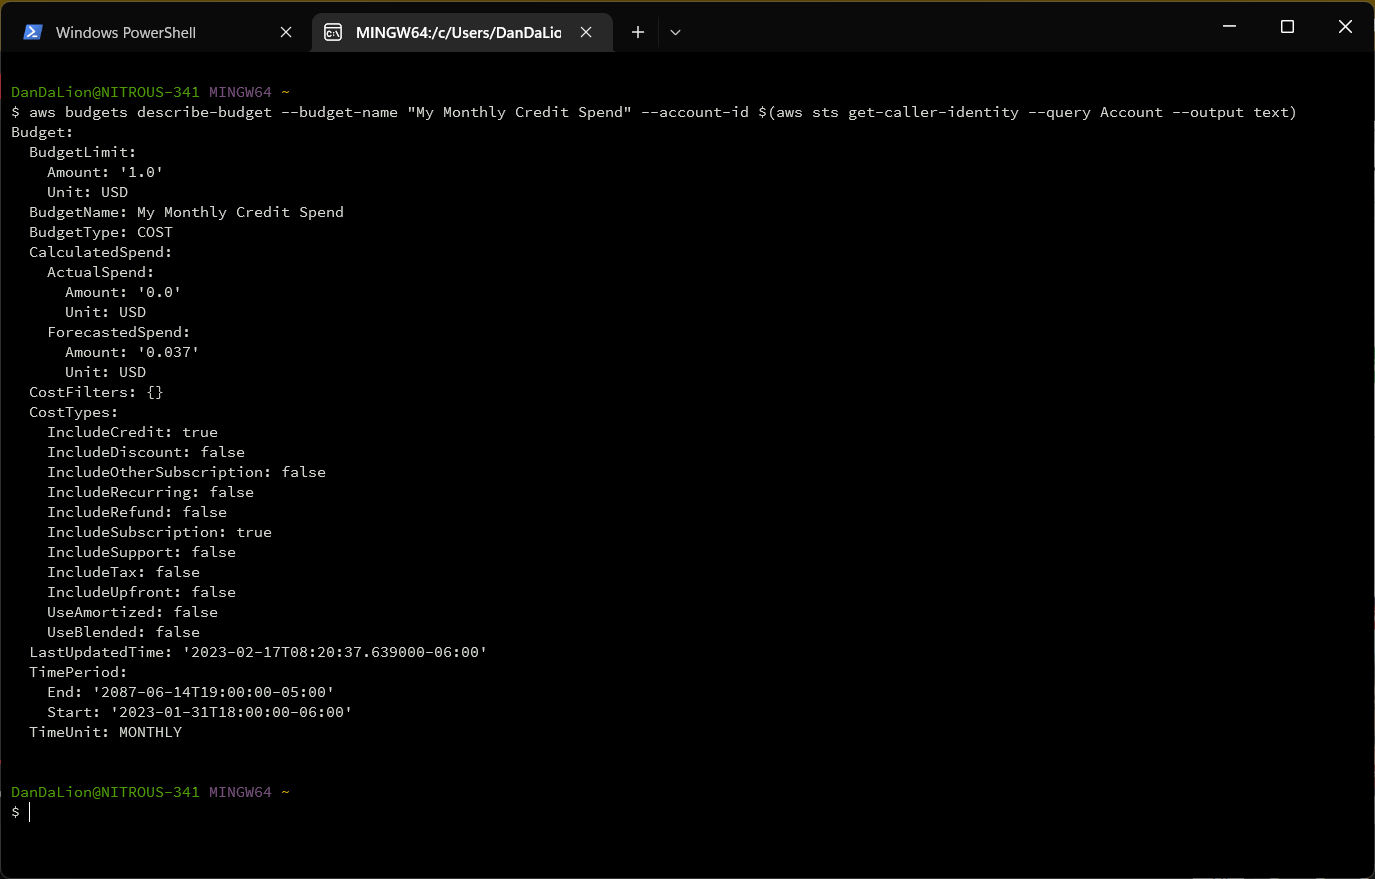 Windows PowerShell
MINGW64:/c/Users/DanDaLio
DanDaLion@NITROUS-341 MINGW64 ~
$ aws budgets describe-budget --budget-name "My Monthly Credit Spend" --account-id $(aws sts get-caller-identity --query Account --output text)
Budget:
  BudgetLimit:
    Amount: '1.0'
    Unit: USD
  BudgetName: My Monthly Credit Spend
  BudgetType: COST
  CalculatedSpend:
    ActualSpend:
      Amount: '0.0'
      Unit: USD
    ForecastedSpend:
      Amount: '0.037'
      Unit: USD
  CostFilters: {}
  CostTypes:
    IncludeCredit: true
    IncludeDiscount: false
    IncludeOtherSubscription: false
    IncludeRecurring: false
    IncludeRefund: false
    IncludeSubscription: true
    IncludeSupport: false
    IncludeTax: false
    IncludeUpfront: false
    UseAmortized: false
    UseBlended: false
  LastUpdatedTime: '2023-02-17T08:20:37.639000-06:00'
  TimePeriod:
    End: '2087-06-14T19:00:00-05:00'
    Start: '2023-01-31T18:00:00-06:00'
  TimeUnit: MONTHLY
DanDaLion@NITROUS-341 MINGW64 ~
$